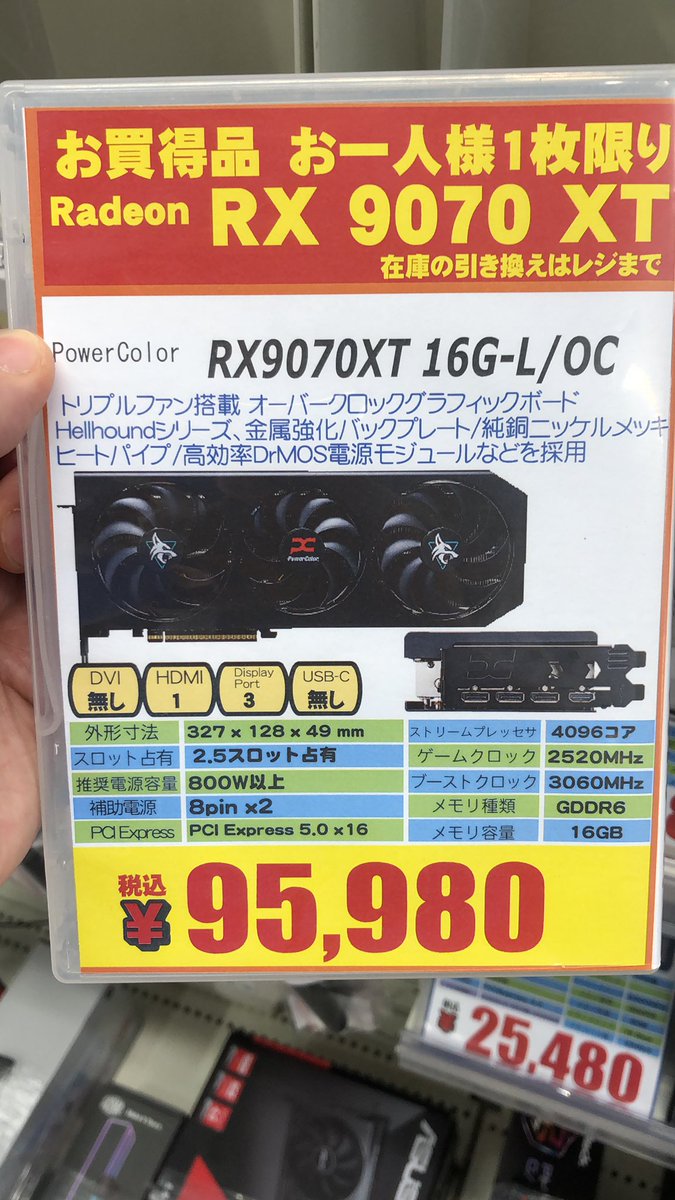 お買得品 お一人様1枚限り
Radeon RX 9070 XT
在庫の引き換えはレジまで
PowerColor RX9070XT 16G-L/OC
トリプルファン搭載 オーバークロックグラフィックボード
Hellhoundシリーズ、金属強化バックプレート/純銅ニッケルメッキ
ヒートパイプ/高効率DrMOS電源モジュールなどを採用
PowerColor
DVI 無し HDMI 1 Display Port 3 USB-C 無し
外形寸法 327 x 128 x 49 mm ストリームプレッセサ 4096コア
スロット占有 2.5スロット占有 ゲームクロック 2520MHz
推奨電源容量 800W以上 ブーストクロック 3060MHz
補助電源 8pin x2 メモリ種類 GDDR6
PCI Express PCI Express 5.0 x16 メモリ容量 16GB
税込
¥95,980
税込
¥25,480
ASUS